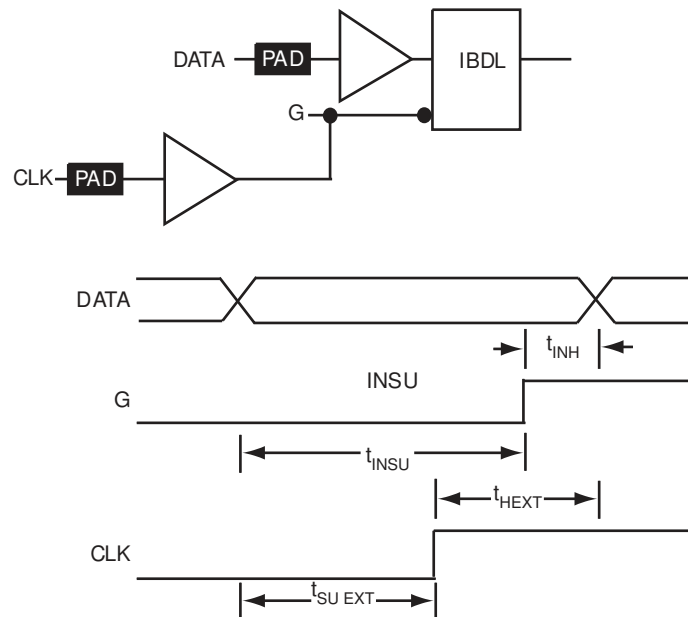 DATA PAD IBDL
G
CLK PAD
DATA
tINH
INSU
G
tINSU
tHEXT
CLK
tSU EXT